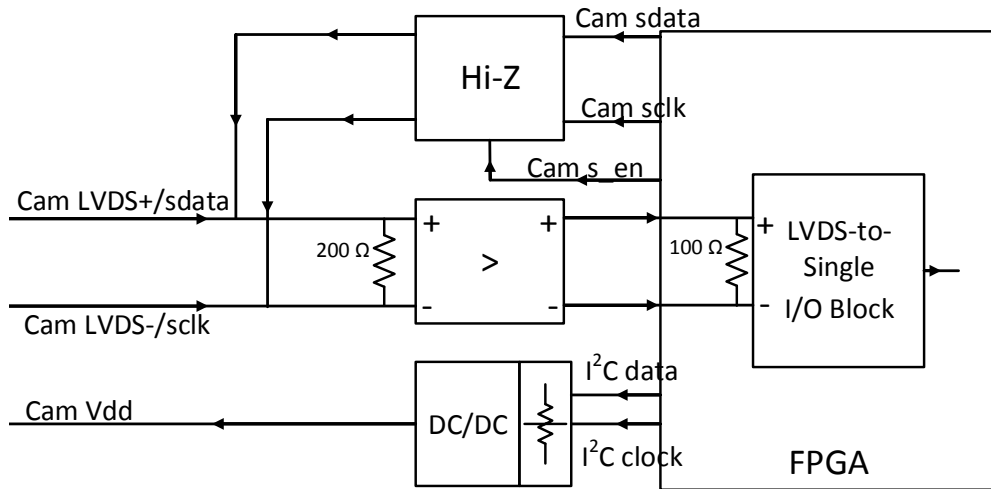 Cam sdata
Hi-Z
Cam sclk
Cam s_en
Cam LVDS+/sdata
+
+
+
200 Ω
>
100 Ω
LVDS-to-
Single
I/O Block
-
-
-
Cam LVDS-/sclk
I²C data
Cam Vdd
DC/DC
I²C clock
FPGA